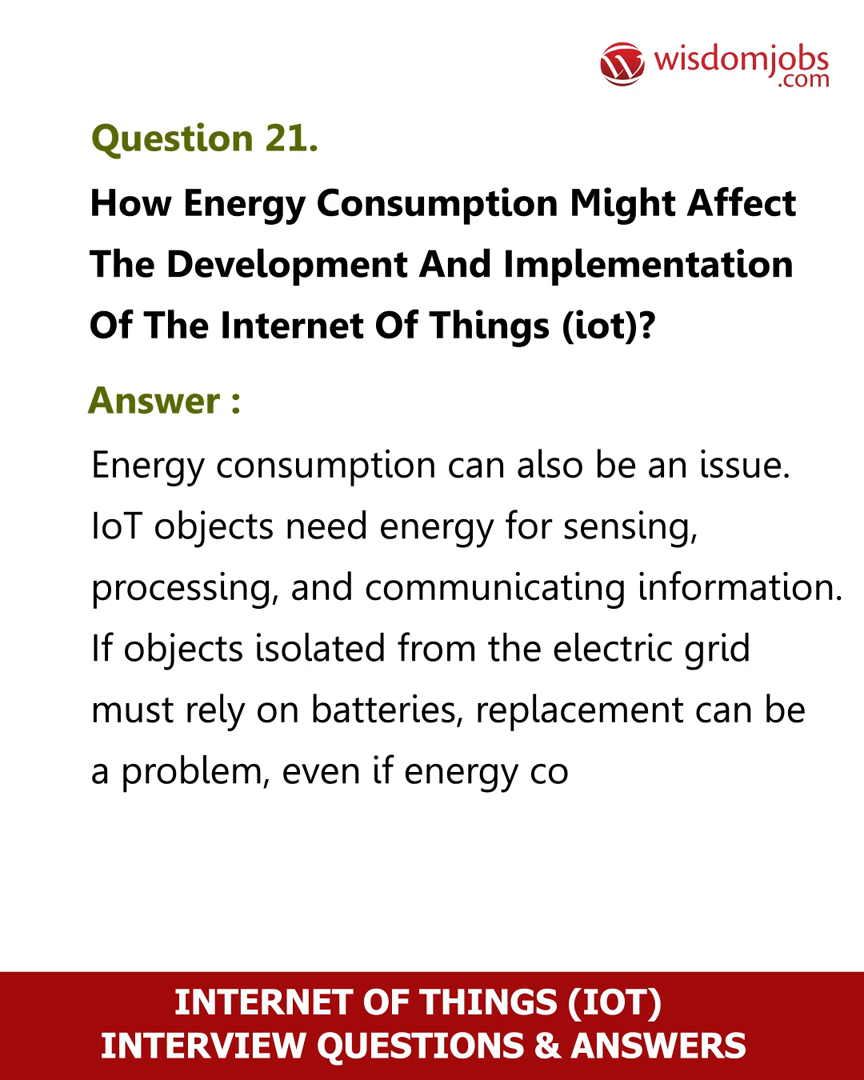 wisdomjobs
.com
Question 21.
How Energy Consumption Might Affect
The Development And Implementation
Of The Internet Of Things (iot)?
Answer :
Energy consumption can also be an issue.
IoT objects need energy for sensing,
processing, and communicating information.
If objects isolated from the electric grid
must rely on batteries, replacement can be
a problem, even if energy co
INTERNET OF THINGS (IOT)
INTERVIEW QUESTIONS & ANSWERS